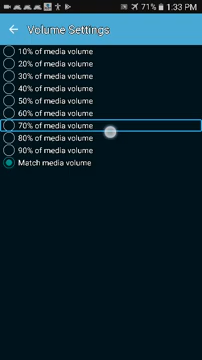 71% 1:33 PM
Volume Settings
10% of media volume
20% of media volume
30% of media volume
40% of media volume
50% of media volume
60% of media volume
70% of media volume
80% of media volume
90% of media volume
Match media volume